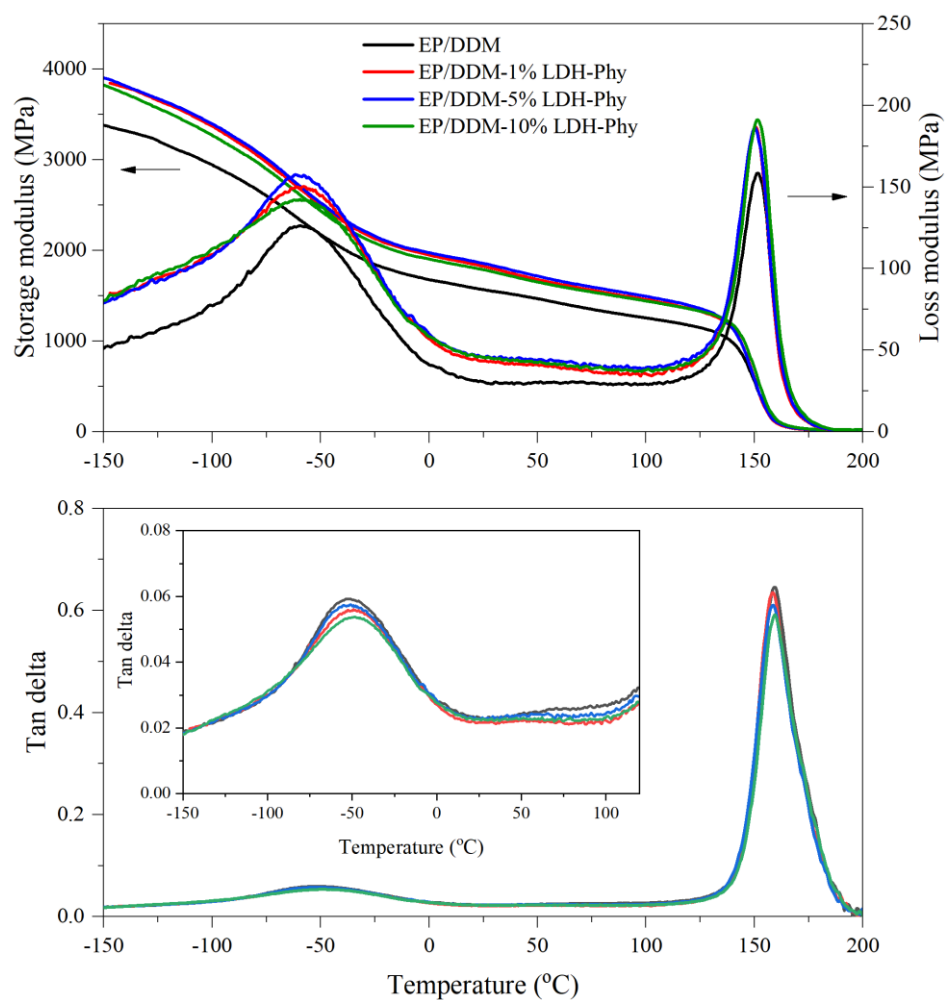 250
4000
EP/DDM
EP/DDM-1% LDH-Phy
EP/DDM-5% LDH-Phy
EP/DDM-10% LDH-Phy
200
3000
150
2000
100
1000
50
0
0
Storage modulus (MPa)
Loss modulus (MPa)
-150 -100 -50 0 50 100 150 200
0.8
0.6
0.4
0.2
0.0
Tan delta
0.08
0.06
0.04
0.02
0.00
Tan delta
-150 -100 -50 0 50 100
Temperature (°C)
-150 -100 -50 0 50 100 150 200
Temperature (°C)